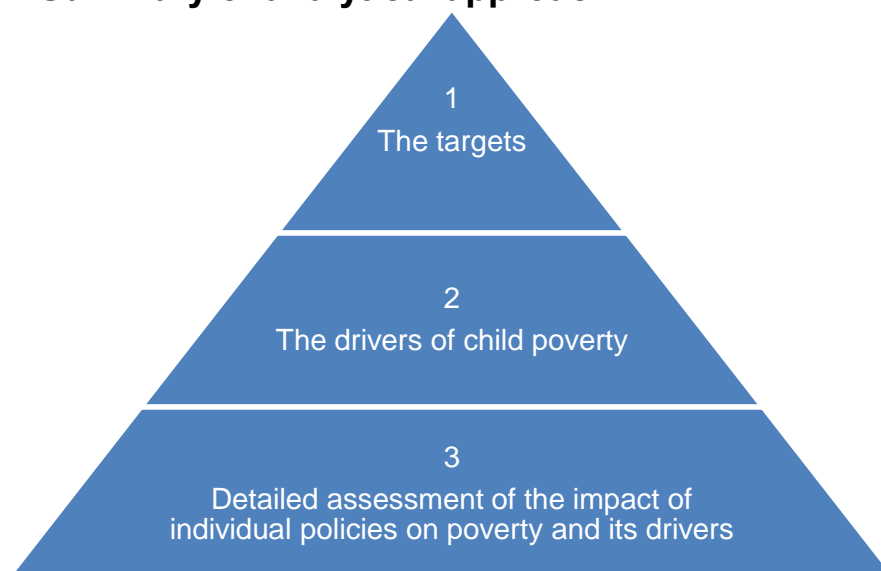 1
The targets
2
The drivers of child poverty
3
Detailed assessment of the impact of
individual policies on poverty and its drivers